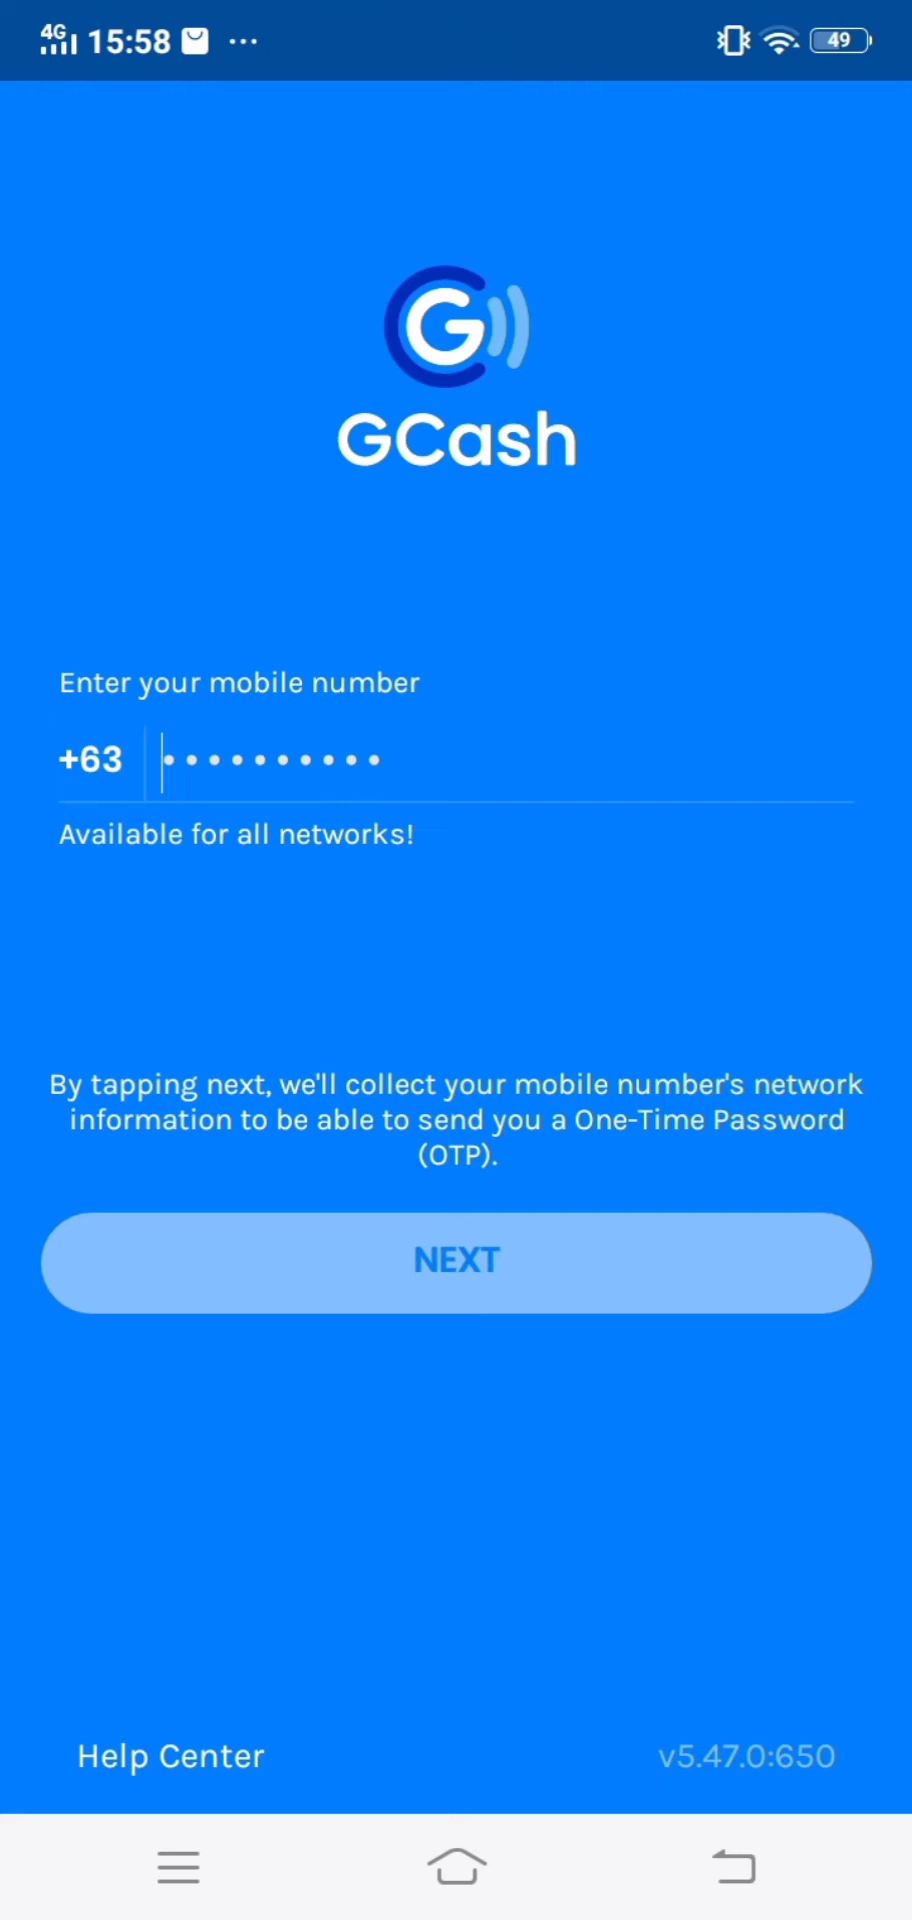 4G 15:58 ... 49
GCash
Enter your mobile number
+63 ••••••••••
Available for all networks!
By tapping next, we'll collect your mobile number's network
information to be able to send you a One-Time Password
(OTP).
NEXT
Help Center v5.47.0:650